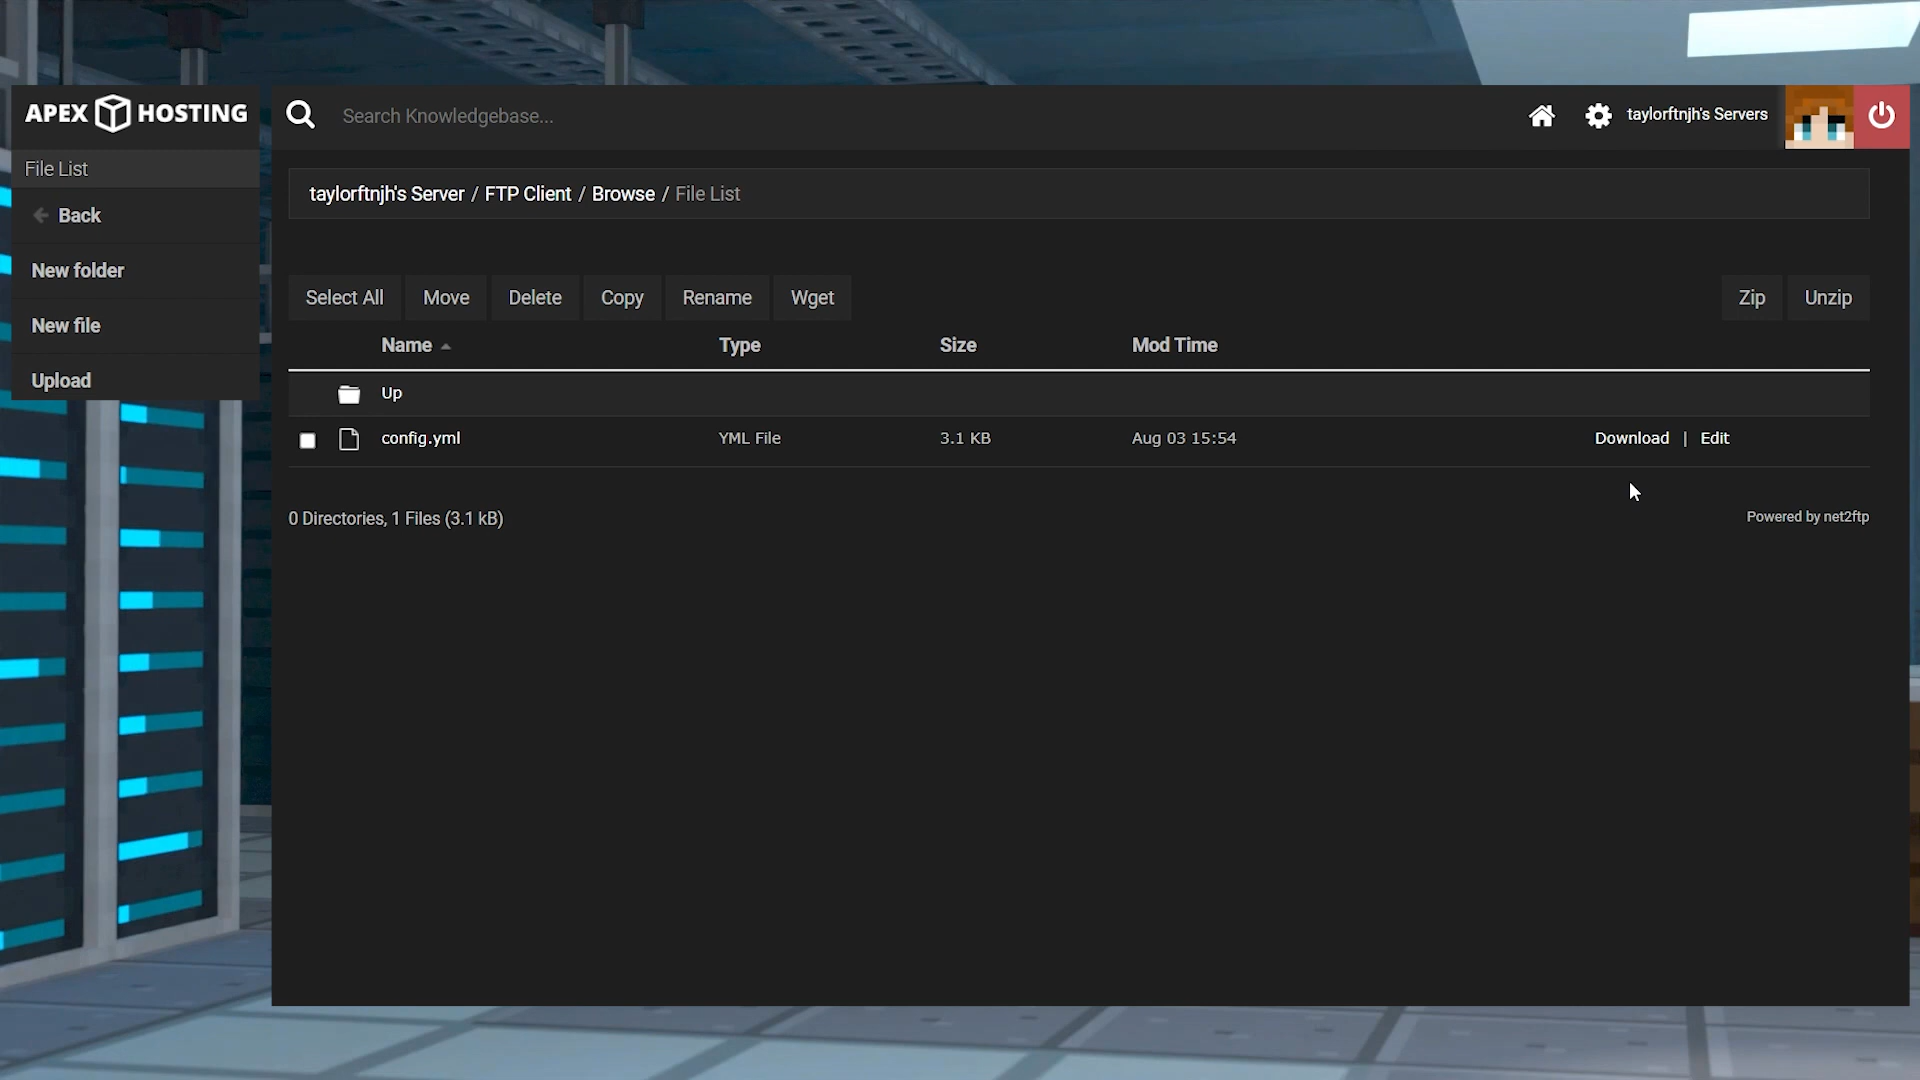 APEX HOSTING
Search Knowledgebase...
taylorftnjh's Servers
File List
Back
New folder
New file
Upload
taylorftnjh's Server / FTP Client / Browse / File List
Select All Move Delete Copy Rename Wget Zip Unzip
Name Type Size Mod Time
Up
config.yml YML File 3.1 KB Aug 03 15:54 Download | Edit
0 Directories, 1 Files (3.1 kB)
Powered by net2ftp